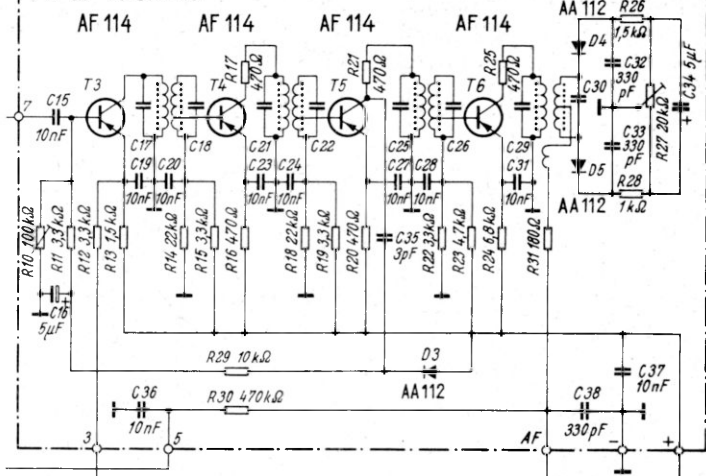 AF 114
AF 114
AF 114
AF 114
AA 112
R26
1,5kΩ
D4
C32
330
pF
C30
C33
330
pF
R27 20kΩ
C34 5µF
+
D5
AA 112
R28
1kΩ
7
C15
10nF
T3
R17
470Ω
T4
R21
470Ω
T5
R25
470Ω
T6
C17
C18
C21
C22
C25
C26
C29
C19
10nF
C20
10nF
C23
10nF
C24
10nF
C27
10nF
C28
10nF
C31
10nF
R10 100kΩ
R11 3,3kΩ
R12 3,3kΩ
R13 1,5kΩ
R14 22kΩ
R15 3,3kΩ
R16 470Ω
R18 22kΩ
R19 3,3kΩ
R20 470Ω
C35
3pF
R22 3,3kΩ
R23 4,7kΩ
R24 6,8kΩ
R31 180Ω
C16
+
5µF
R29 10kΩ
D3
AA112
C37
10nF
C36
10nF
R30 470kΩ
C38
330pF
3
5
AF
−
+